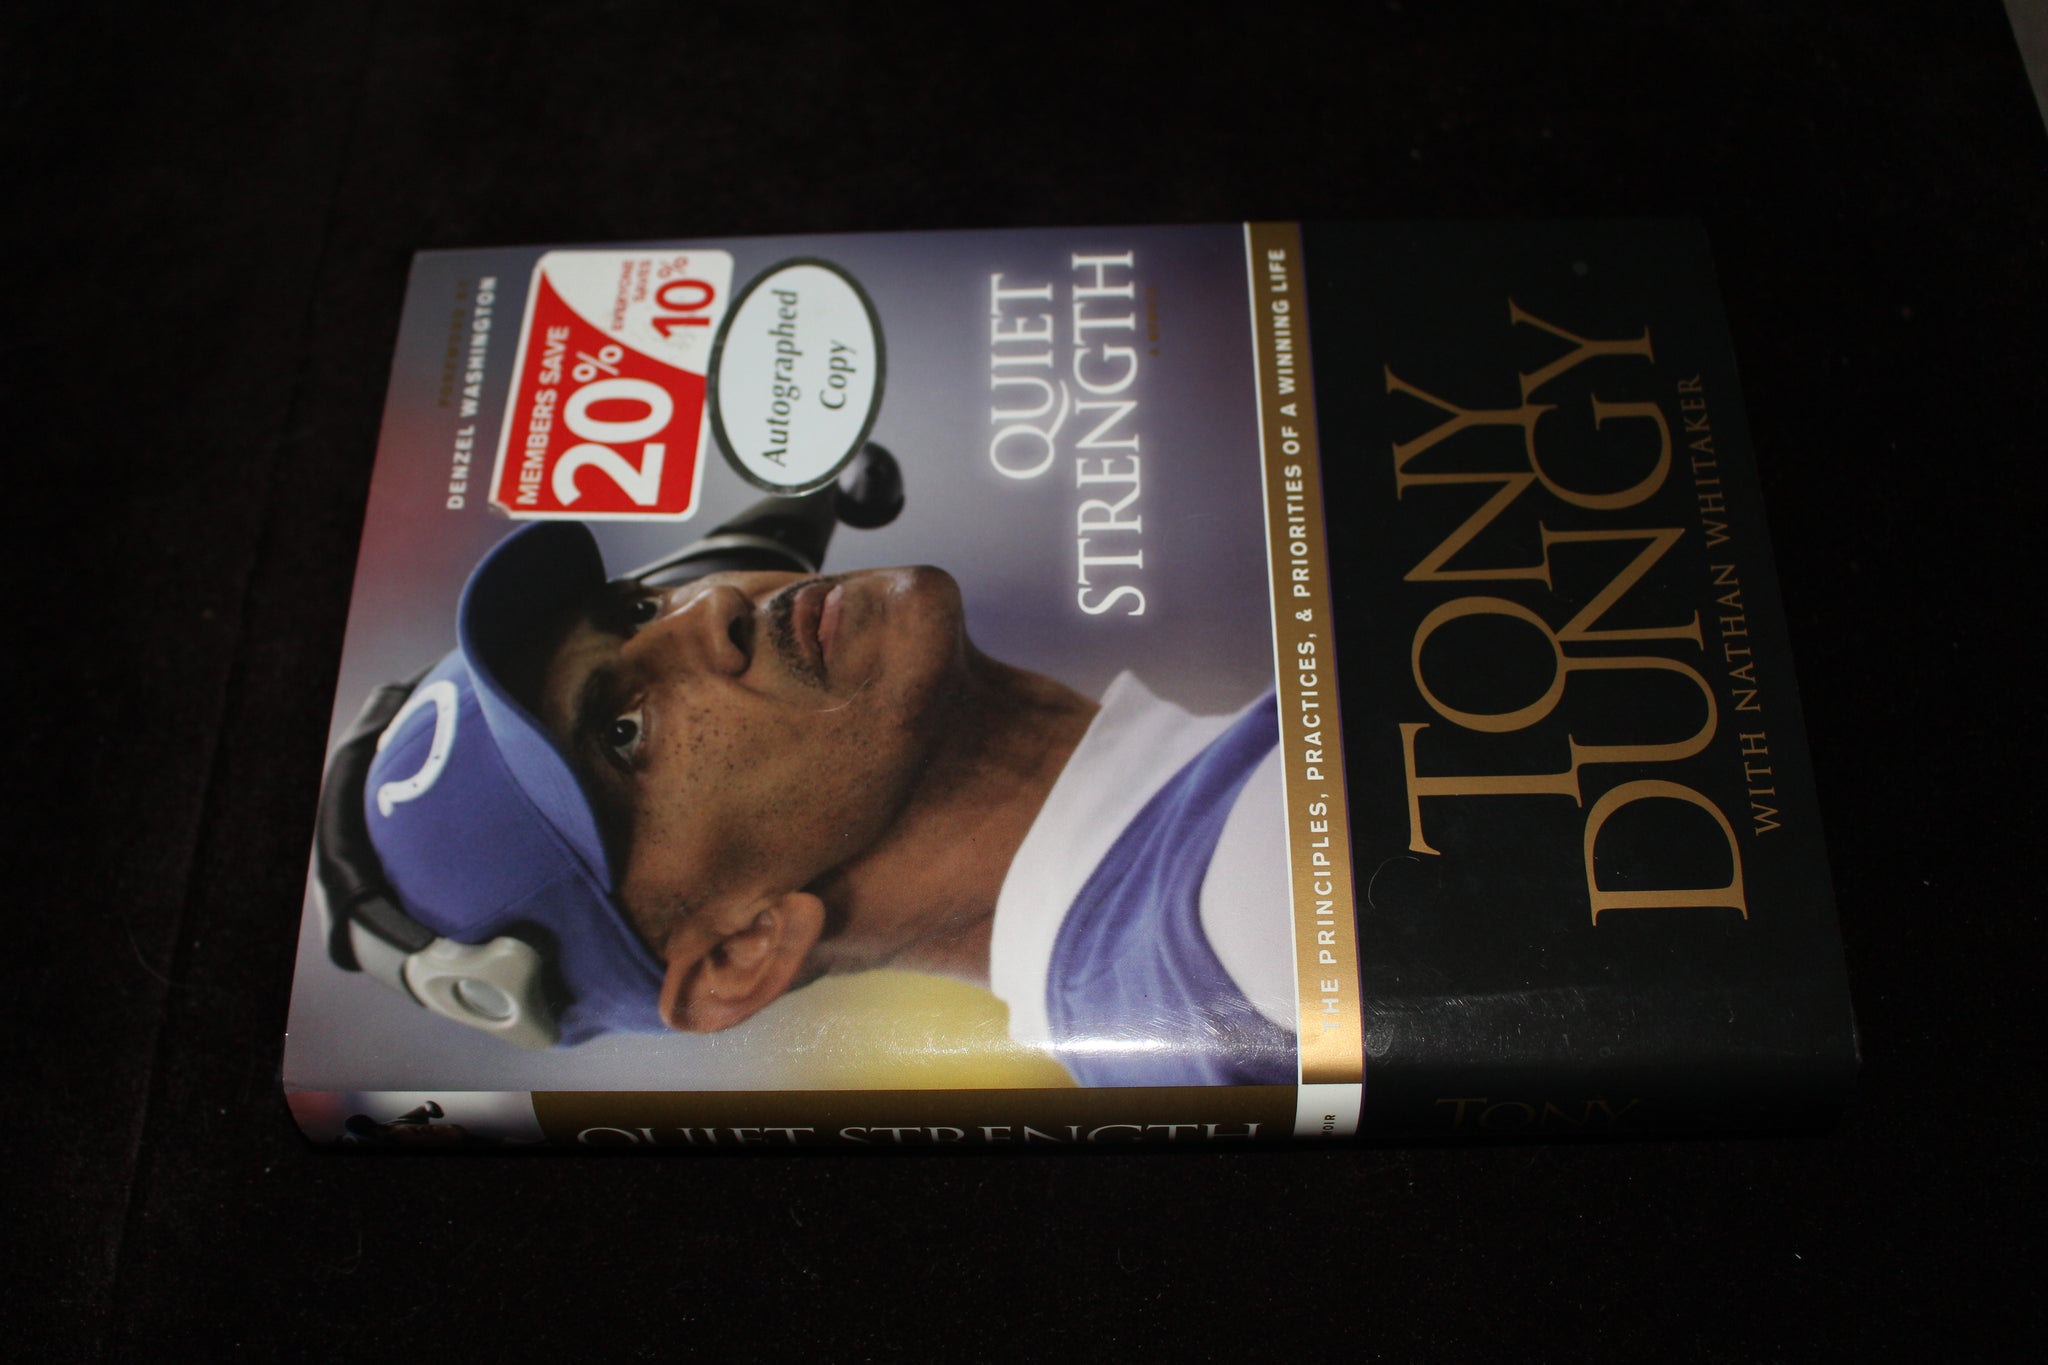 FOREWORD BY
DENZEL WASHINGTON
MEMBERS SAVE
20%
EVERYONE
SAVES
10%
Autographed
Copy
QUIET
STRENGTH
A MEMOIR
THE PRINCIPLES, PRACTICES, & PRIORITIES OF A WINNING LIFE
TONY
DUNGY
WITH NATHAN WHITAKER
QUIET STRENGTH
TONY